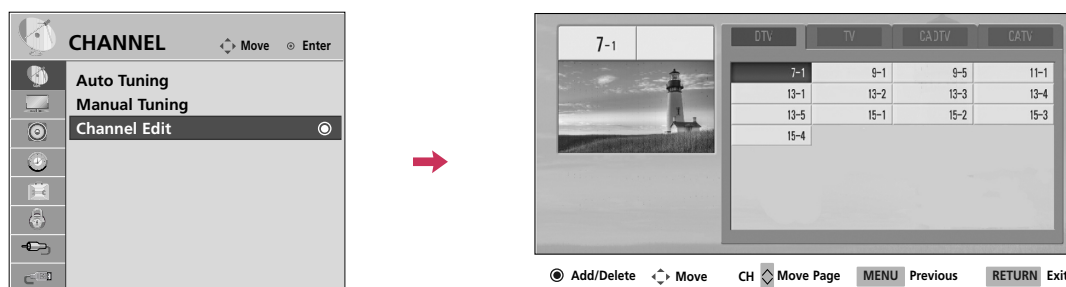 CHANNEL Move Enter
Auto Tuning
Manual Tuning
Channel Edit
7-1
DTV TV CADTV CATV
7-1 9-1 9-5 11-1
13-1 13-2 13-3 13-4
13-5 15-1 15-2 15-3
15-4
Add/Delete Move CH Move Page MENU Previous RETURN Exit